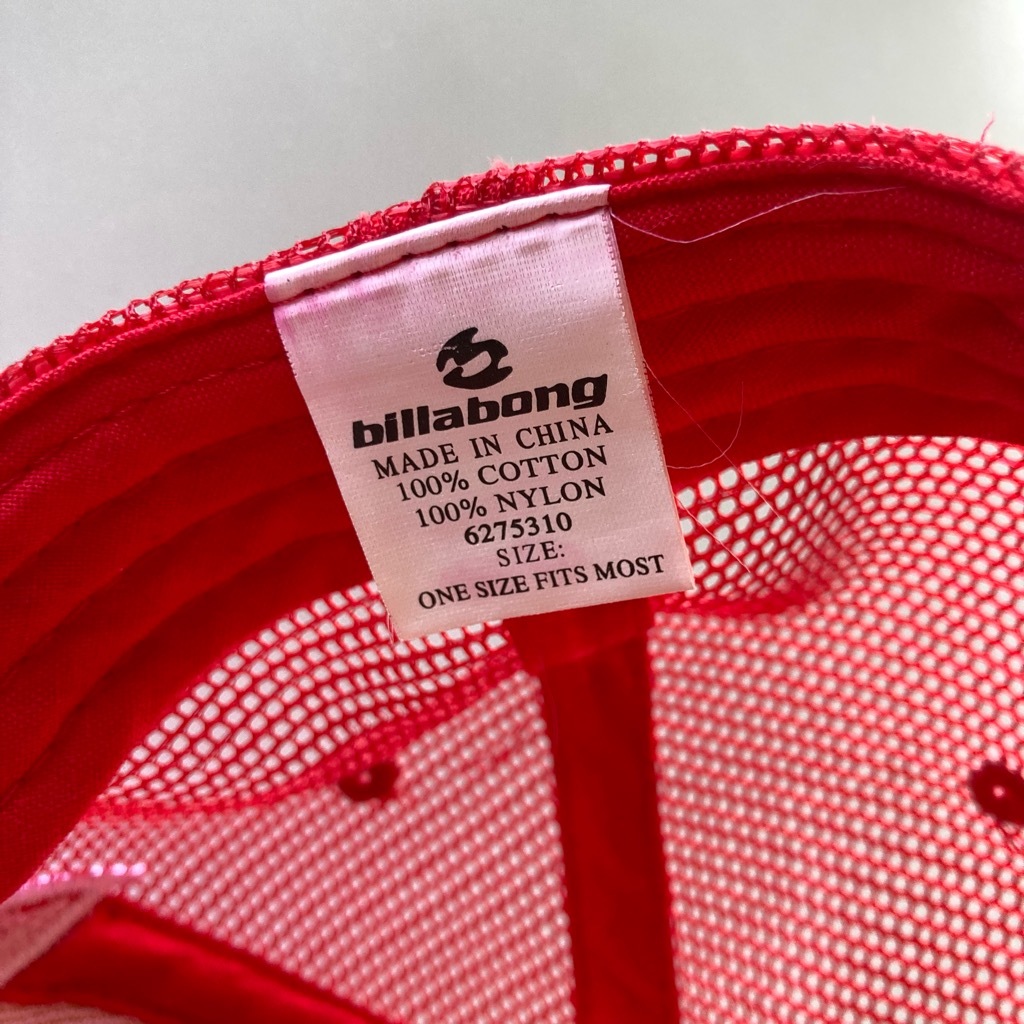 billabong
MADE IN CHINA
100% COTTON
100% NYLON
6275310
SIZE:
ONE SIZE FITS MOST